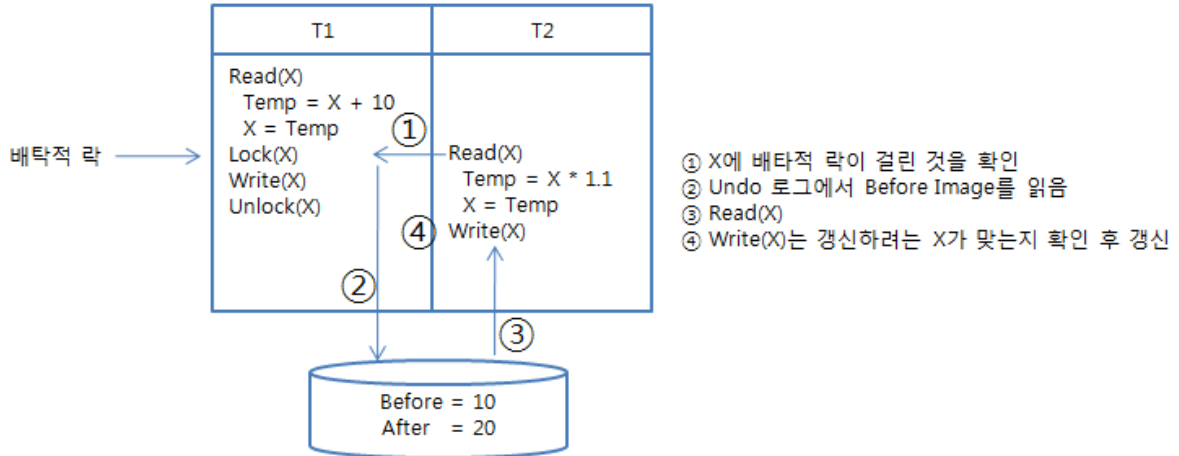 T1
T2
Read(X)
Temp = X + 10
X = Temp
배탁적 락
Lock(X)
Write(X)
Unlock(X)
①
Read(X)
Temp = X * 1.1
X = Temp
④
Write(X)
②
③
Before = 10
After = 20
① X에 배타적 락이 걸린 것을 확인
② Undo 로그에서 Before Image를 읽음
③ Read(X)
④ Write(X)는 갱신하려는 X가 맞는지 확인 후 갱신